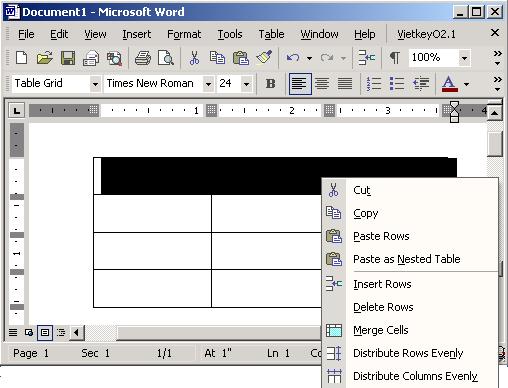 Document1 - Microsoft Word
File Edit View Insert Format Tools Table Window Help VietkeyO2.1
¶ 100% »
Table Grid Times New Roman 24 B A »
L 1 2 3 4
Cut
Copy
Paste Rows
Paste as Nested Table
1
Insert Rows
Delete Rows
Merge Cells
Distribute Rows Evenly
Page 1 Sec 1 1/1 At 1" Ln 1
Distribute Columns Evenly